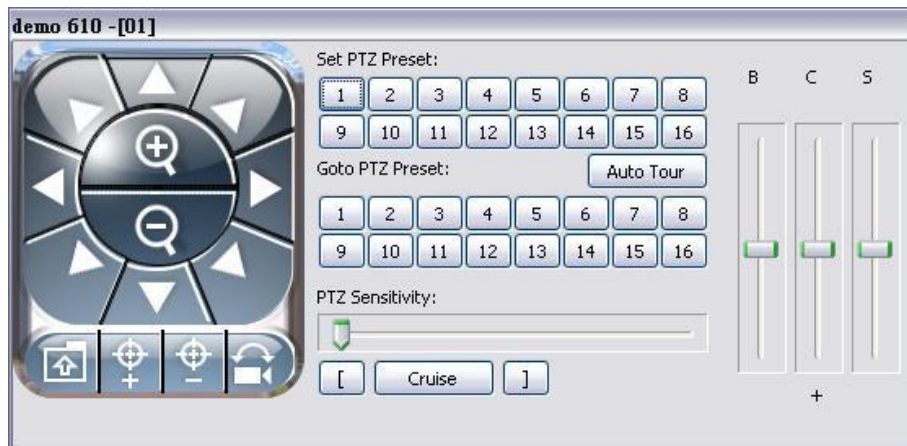 demo 610 -[01]
Set PTZ Preset:
1 2 3 4 5 6 7 8
9 10 11 12 13 14 15 16
Goto PTZ Preset:
Auto Tour
1 2 3 4 5 6 7 8
9 10 11 12 13 14 15 16
PTZ Sensitivity:
[ Cruise ]
B C S
+